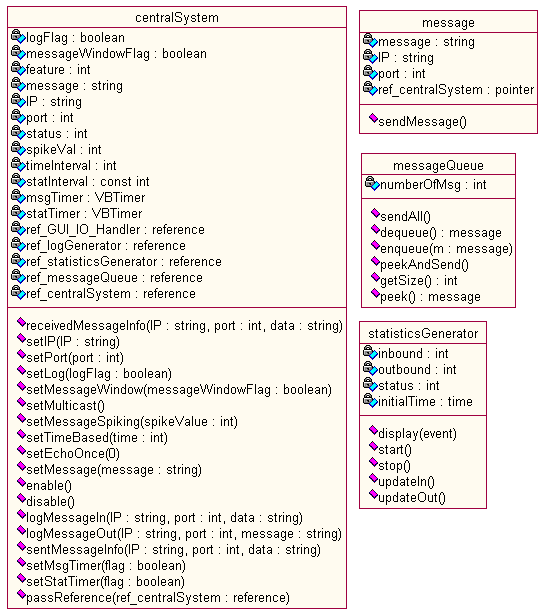 centralSystem
logFlag : boolean
messageWindowFlag : boolean
feature : int
message : string
IP : string
port : int
status : int
spikeVal : int
timeInterval : int
statInterval : const int
msgTimer : VBTimer
statTimer : VBTimer
ref_GUI_IO_Handler : reference
ref_logGenerator : reference
ref_statisticsGenerator : reference
ref_messageQueue : reference
ref_centralSystem : reference
receivedMessageInfo(IP : string, port : int, data : string)
setIP(IP : string)
setPort(port : int)
setLog(logFlag : boolean)
setMessageWindow(messageWindowFlag : boolean)
setMulticast()
setMessageSpiking(spikeValue : int)
setTimeBased(time : int)
setEchoOnce(0)
setMessage(message : string)
enable()
disable()
logMessageIn(IP : string, port : int, data : string)
logMessageOut(IP : string, port : int, message : string)
sentMessageInfo(IP : string, port : int, data : string)
setMsgTimer(flag : boolean)
setStatTimer(flag : boolean)
passReference(ref_centralSystem : reference)
message
message : string
IP : string
port : int
ref_centralSystem : pointer
sendMessage()
messageQueue
numberOfMsg : int
sendAll()
dequeue() : message
enqueue(m : message)
peekAndSend()
getSize() : int
peek() : message
statisticsGenerator
inbound : int
outbound : int
status : int
initialTime : time
display(event)
start()
stop()
updateIn()
updateOut()